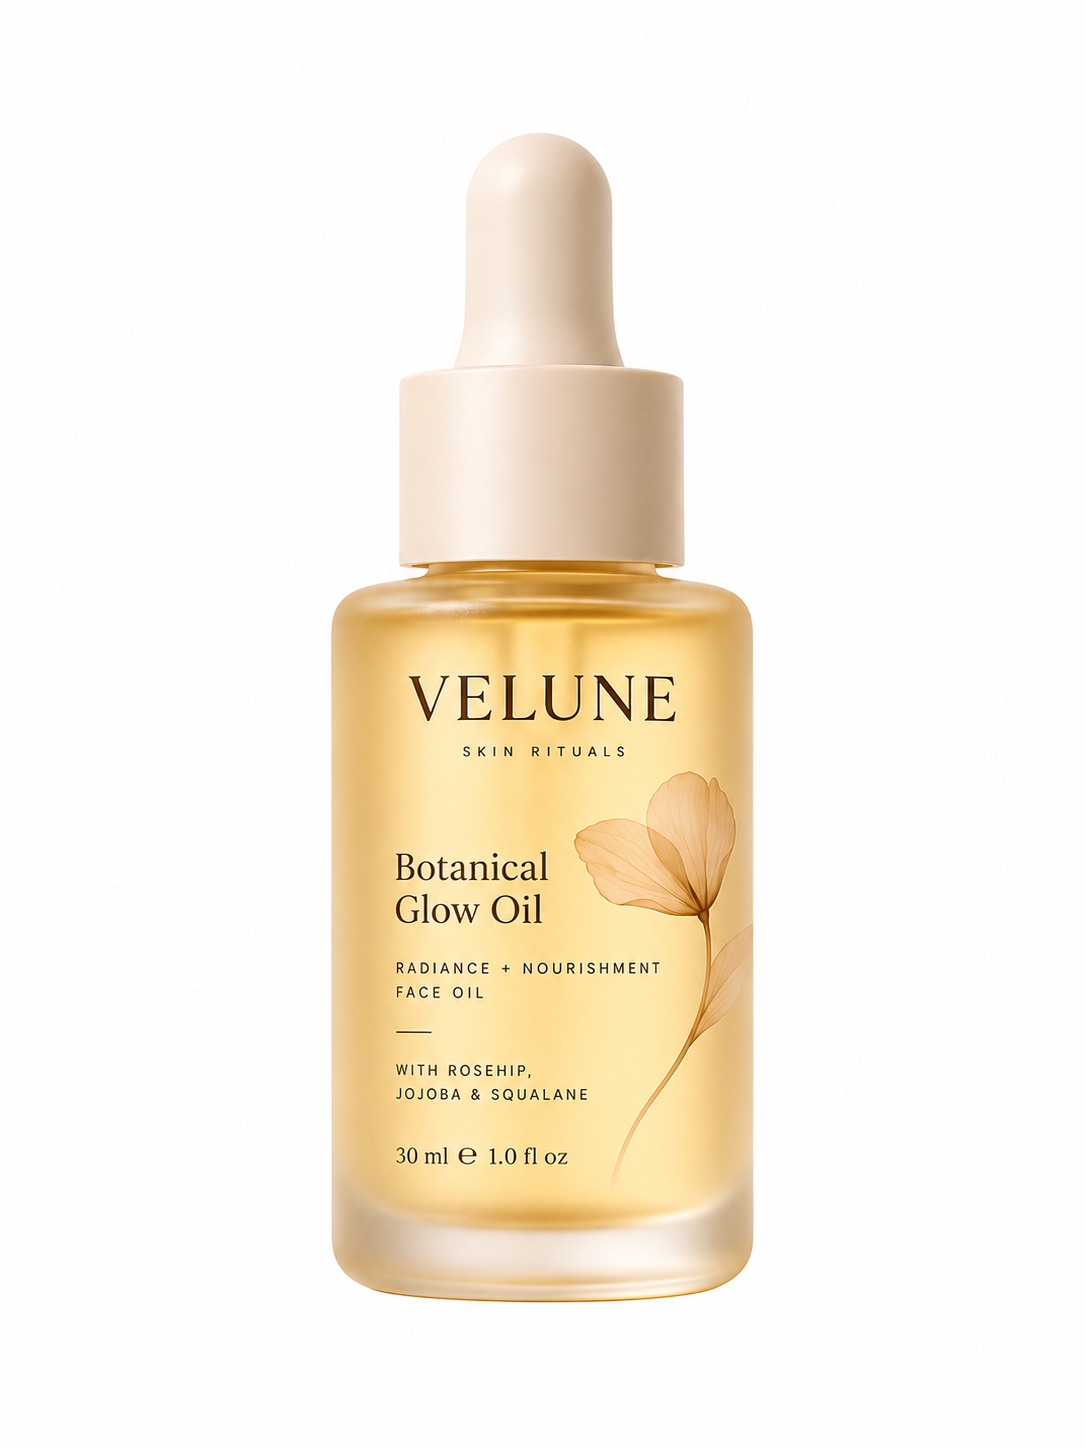 VELUNE
SKIN RITUALS
Botanical
Glow Oil
RADIANCE + NOURISHMENT
FACE OIL
WITH ROSEHIP,
JOJOBA & SQUALANE
30 ml ℮ 1.0 fl oz